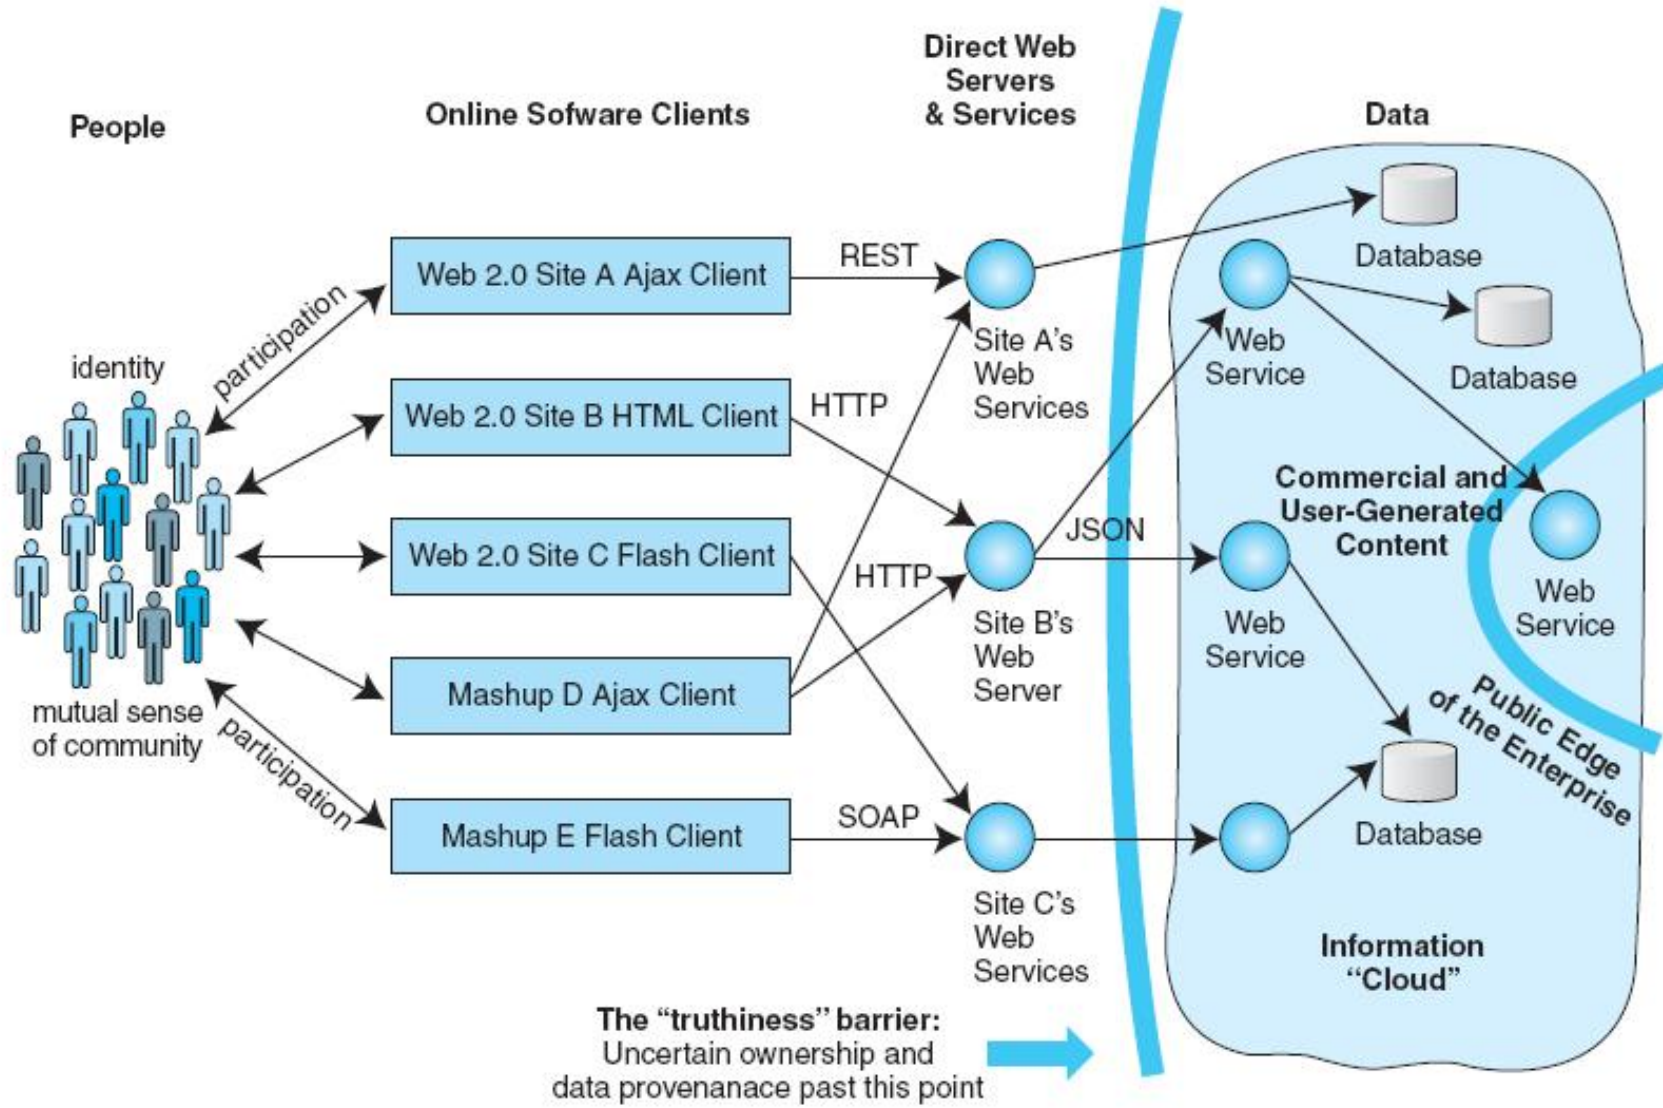 People
Online Sofware Clients
Direct Web
Servers
& Services
Data
identity
participation
mutual sense
of community
participation
Web 2.0 Site A Ajax Client
Web 2.0 Site B HTML Client
Web 2.0 Site C Flash Client
Mashup D Ajax Client
Mashup E Flash Client
REST
HTTP
HTTP
SOAP
Site A's
Web
Services
Site B's
Web
Server
Site C's
Web
Services
JSON
Database
Web
Service
Database
Commercial and
User-Generated
Content
Web
Service
Web
Service
Public Edge
of the Enterprise
Database
Information
“Cloud”
The “truthiness” barrier:
Uncertain ownership and
data provenanace past this point